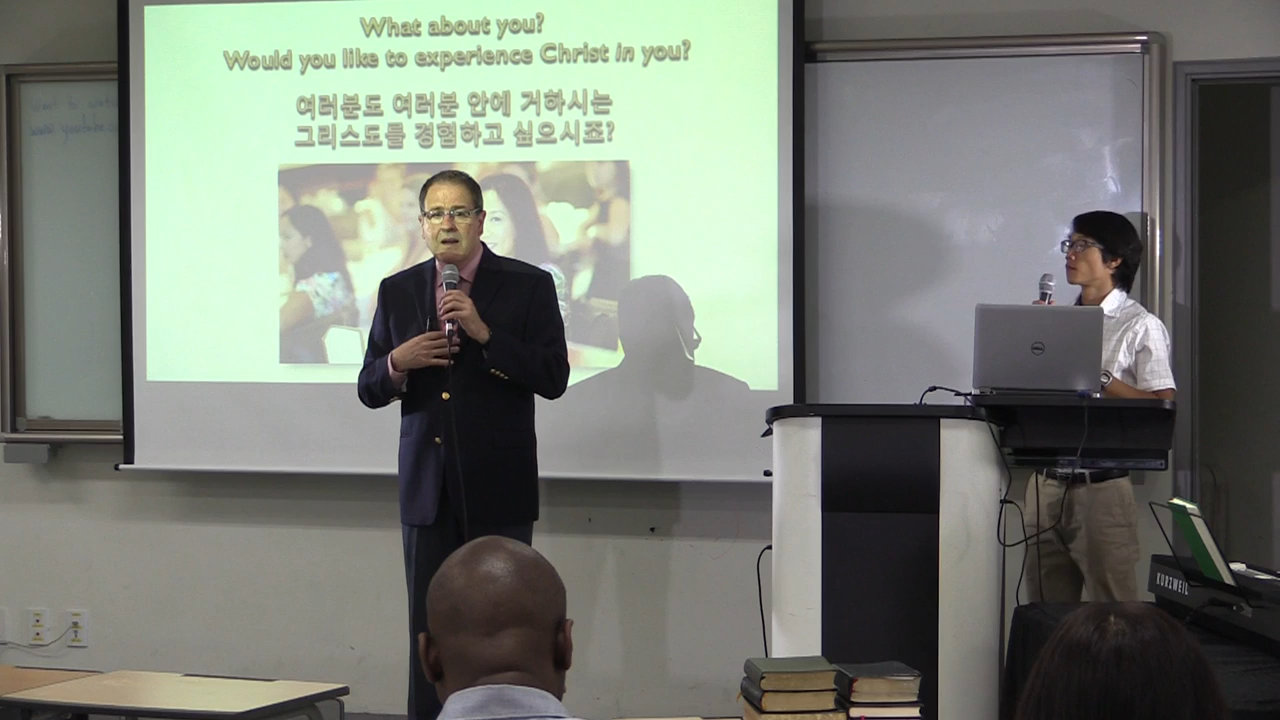 What about you?
Would you like to experience Christ in you?
여러분도 여러분 안에 거하시는
그리스도를 경험하고 싶으시죠?
DELL
KURZWEIL